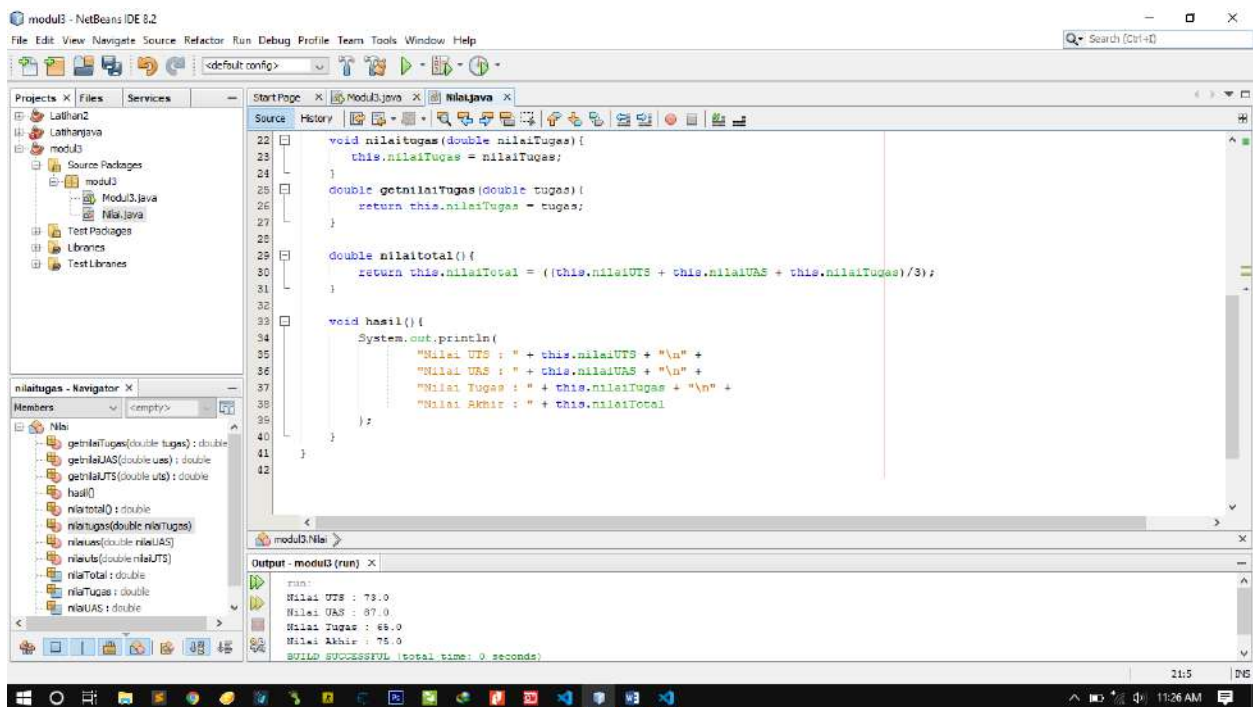 modul3 - NetBeans IDE 8.2
File Edit View Navigate Source Refactor Run Debug Profile Team Tools Window Help
Search (Ctrl+I)
<default config>
Projects Files Services
Start Page Modul3.java Nilai.java
Source History
Latihan2
Latihanjava
modul3
Source Packages
modul3
Modul3.java
Nilai.java
Test Packages
Libraries
Test Libraries
22 void nilaitugas(double nilaiTugas){
23 this.nilaiTugas = nilaiTugas;
24 }
25 double getnilaiTugas(double tugas){
26 return this.nilaiTugas = tugas;
27 }
28
29 double nilaitotal(){
30 return this.nilaiTotal = ((this.nilaiUTS + this.nilaiUAS + this.nilaiTugas)/3);
31 }
32
33 void hasil(){
34 System.out.println(
35 "Nilai UTS : " + this.nilaiUTS + "\n" +
36 "Nilai UAS : " + this.nilaiUAS + "\n" +
37 "Nilai Tugas : " + this.nilaiTugas + "\n" +
38 "Nilai Akhir : " + this.nilaiTotal
39 );
40 }
41 }
42
modul3.Nilai
nilaitugas - Navigator
Members <empty>
Nilai
getnilaiTugas(double tugas) : double
getnilaiUAS(double uas) : double
getnilaiUTS(double uts) : double
hasil()
nilaitotal() : double
nilaitugas(double nilaiTugas)
nilaiuas(double nilaiUAS)
nilaiuts(double nilaiUTS)
nilaiTotal : double
nilaiTugas : double
nilaiUAS : double
Output - modul3 (run)
run:
Nilai UTS : 73.0
Nilai UAS : 87.0
Nilai Tugas : 65.0
Nilai Akhir : 75.0
BUILD SUCCESSFUL (total time: 0 seconds)
21:5 INS
11:26 AM